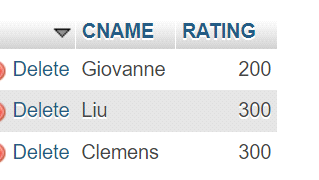 CNAME RATING
Delete Giovanne 200
Delete Liu 300
Delete Clemens 300